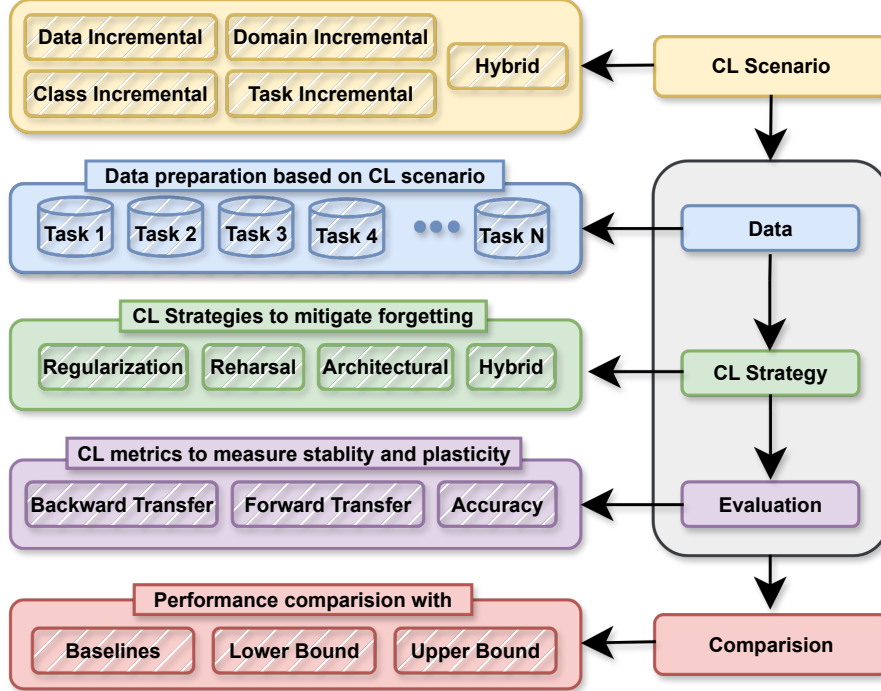 Data Incremental
Domain Incremental
Hybrid
Class Incremental
Task Incremental
CL Scenario
Data preparation based on CL scenario
Task 1
Task 2
Task 3
Task 4
Task N
Data
CL Strategies to mitigate forgetting
Regularization
Reharsal
Architectural
Hybrid
CL Strategy
CL metrics to measure stablity and plasticity
Backward Transfer
Forward Transfer
Accuracy
Evaluation
Performance comparision with
Baselines
Lower Bound
Upper Bound
Comparision